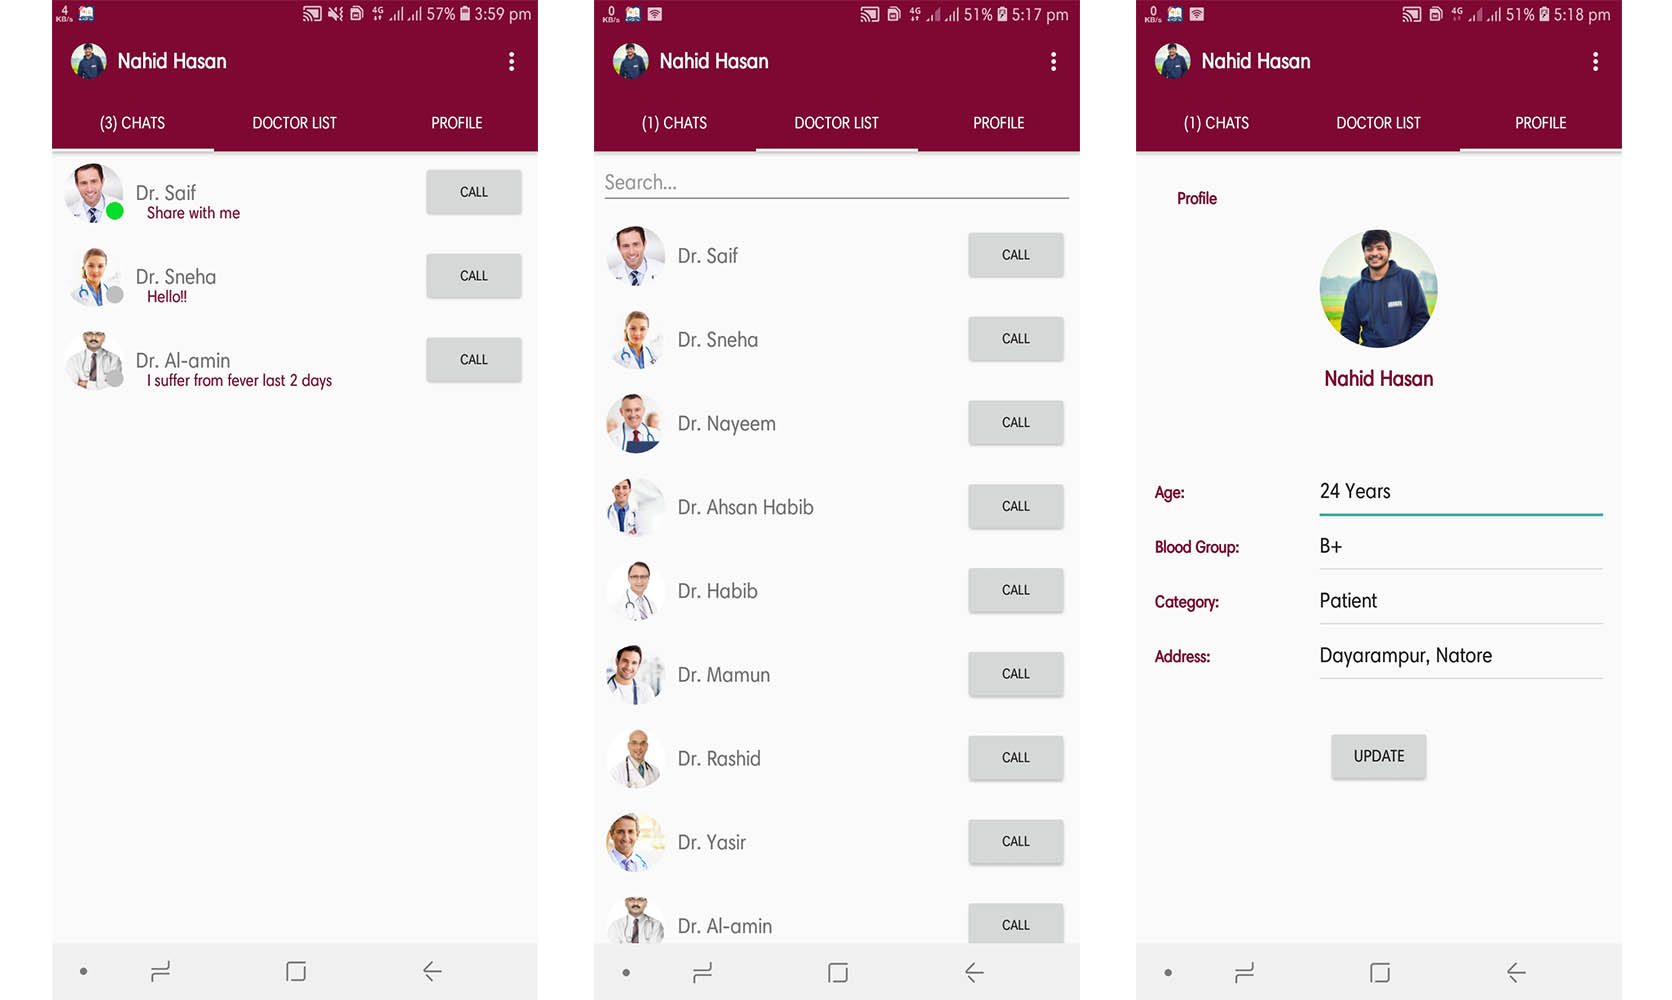 4 KB/s 4G 57% 3:59 pm
Nahid Hasan
(3) CHATS DOCTOR LIST PROFILE
Dr. Saif CALL
Share with me
Dr. Sneha CALL
Hello!!
Dr. Al-amin CALL
I suffer from fever last 2 days
0 KB/s 4G 51% 5:17 pm
Nahid Hasan
(1) CHATS DOCTOR LIST PROFILE
Search...
Dr. Saif CALL
Dr. Sneha CALL
Dr. Nayeem CALL
Dr. Ahsan Habib CALL
Dr. Habib CALL
Dr. Mamun CALL
Dr. Rashid CALL
Dr. Yasir CALL
Dr. Al-amin CALL
0 KB/s 4G 51% 5:18 pm
Nahid Hasan
(1) CHATS DOCTOR LIST PROFILE
Profile
Nahid Hasan
Age: 24 Years
Blood Group: B+
Category: Patient
Address: Dayarampur, Natore
UPDATE